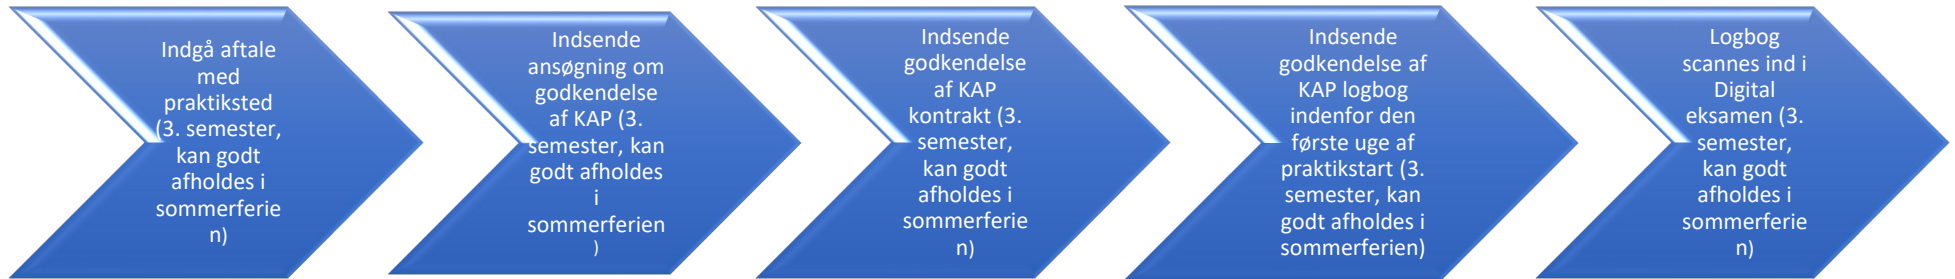 Indgå aftale
med
praktiksted
(3. semester,
kan godt
afholdes i
sommerferie
n)
Indsende
ansøgning om
godkendelse
af KAP (3.
semester, kan
godt afholdes
i
sommerferien
)
Indsende
godkendelse
af KAP
kontrakt (3.
semester,
kan godt
afholdes i
sommerferie
n)
Indsende
godkendelse af
KAP logbog
indenfor den
første uge af
praktikstart (3.
semester, kan
godt afholdes i
sommerferien)
Logbog
scannes ind i
Digital
eksamen (3.
semester,
kan godt
afholdes i
sommerferie
n)